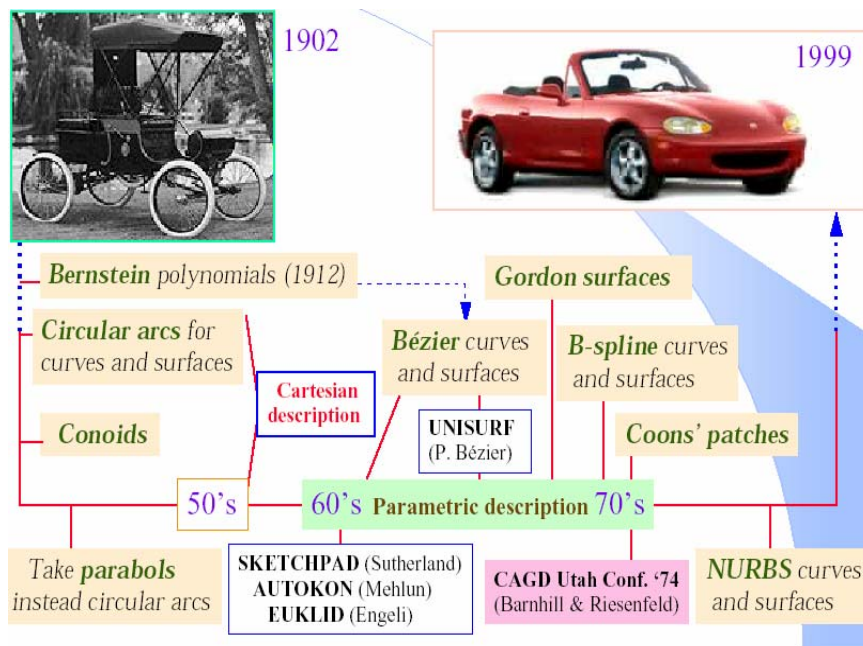 1902
1999
Bernstein polynomials (1912)
Gordon surfaces
Circular arcs for
curves and surfaces
Bézier curves
and surfaces
B-spline curves
and surfaces
Cartesian
description
UNISURF
(P. Bézier)
Conoids
Coons' patches
50's
60's Parametric description 70's
Take parabols
instead circular arcs
SKETCHPAD (Sutherland)
AUTOKON (Mehlun)
EUKLID (Engeli)
CAGD Utah Conf. ‘74
(Barnhill & Riesenfeld)
NURBS curves
and surfaces